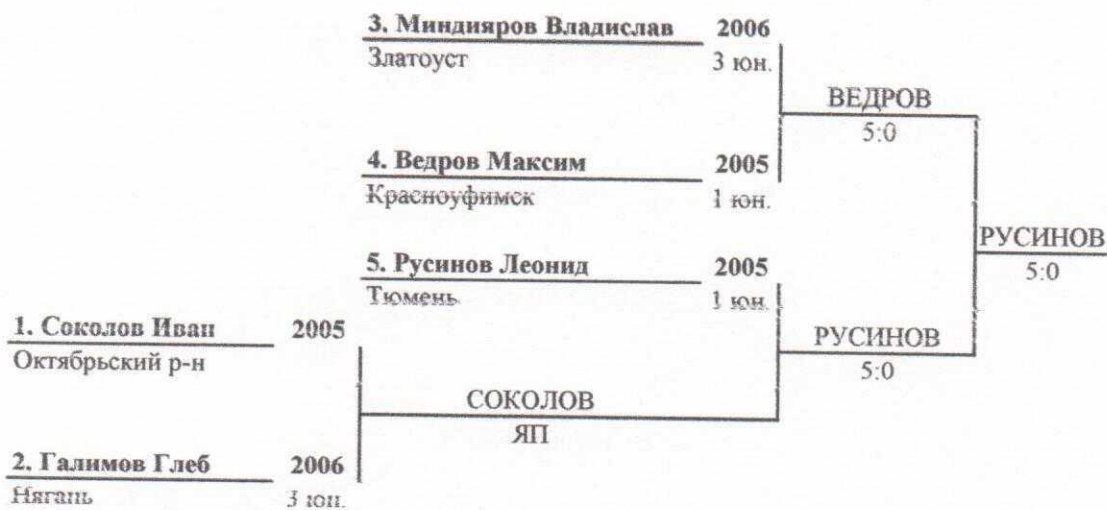 3. Миндияров Владислав 2006
Златоуст 3 юн.
ВЕДРОВ
5:0
4. Ведров Максим 2005
Красноуфимск 1 юн.
РУСИНОВ
5:0
5. Русинов Леонид 2005
Тюмень 1 юн.
1. Соколов Иван 2005
Октябрьский р-н
РУСИНОВ
5:0
СОКОЛОВ
ЯП
2. Галимов Глеб 2006
Нягань 3 юн.